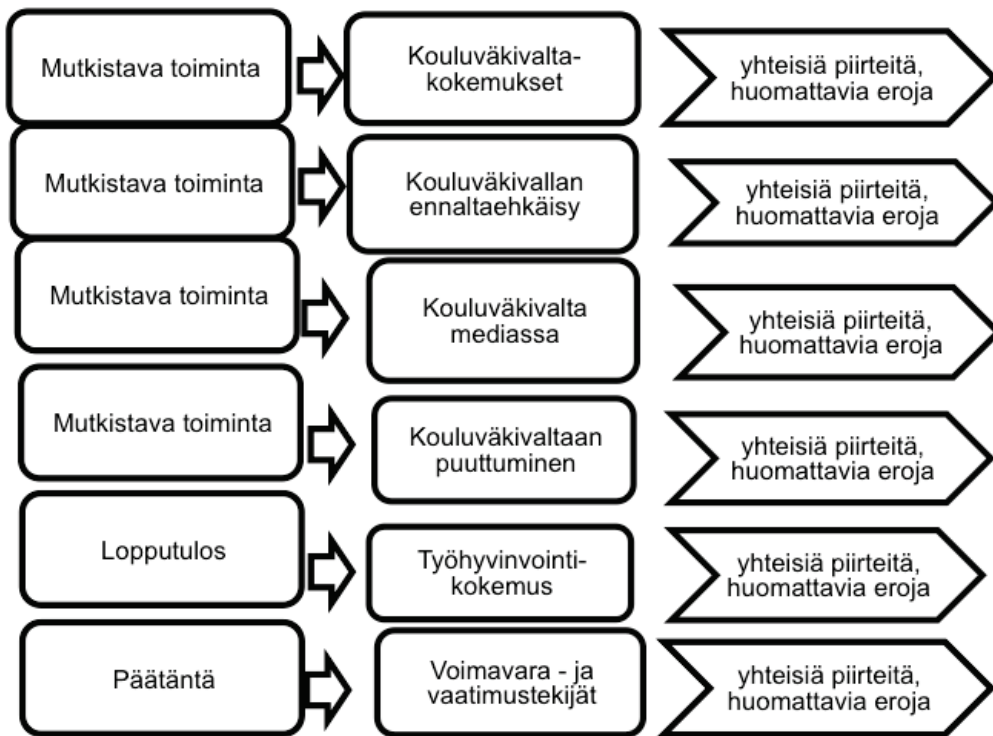 Mutkistava toiminta
Kouluväkivalta-
kokemukset
yhteisiä piirteitä,
huomattavia eroja
Mutkistava toiminta
Kouluväkivallan
ennaltaehkäisy
yhteisiä piirteitä,
huomattavia eroja
Mutkistava toiminta
Kouluväkivalta
mediassa
yhteisiä piirteitä,
huomattavia eroja
Mutkistava toiminta
Kouluväkivaltaan
puuttuminen
yhteisiä piirteitä,
huomattavia eroja
Lopputulos
Työhyvinvointi-
kokemus
yhteisiä piirteitä,
huomattavia eroja
Päätäntä
Voimavara - ja
vaatimustekijät
yhteisiä piirteitä,
huomattavia eroja